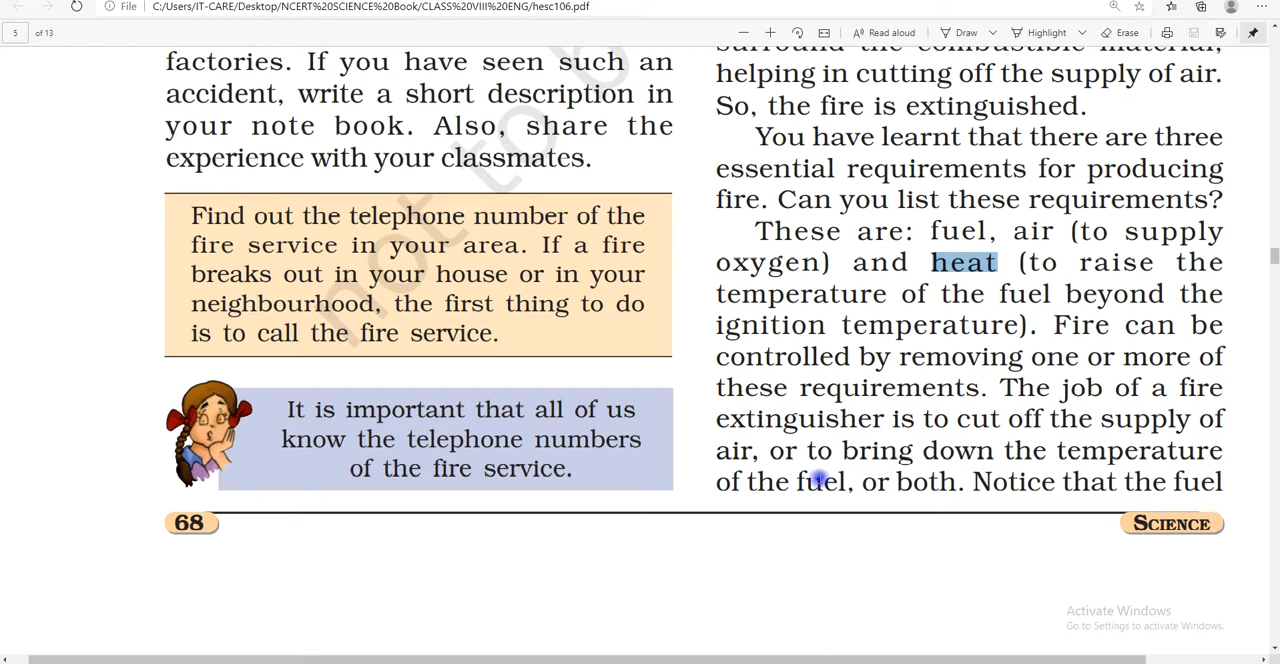 File
C:/Users/IT-CARE/Desktop/NCERT%20SCIENCE%20Book/CLASS%20VIII%20ENG/hesc106.pdf
5 of 13
Read aloud
Draw
Highlight
Erase
factories. If you have seen such an
accident, write a short description in
your note book. Also, share the
experience with your classmates.
Find out the telephone number of the
fire service in your area. If a fire
breaks out in your house or in your
neighbourhood, the first thing to do
is to call the fire service.
It is important that all of us
know the telephone numbers
of the fire service.
surround the combustible material,
helping in cutting off the supply of air.
So, the fire is extinguished.
You have learnt that there are three
essential requirements for producing
fire. Can you list these requirements?
These are: fuel, air (to supply
oxygen) and heat (to raise the
temperature of the fuel beyond the
ignition temperature). Fire can be
controlled by removing one or more of
these requirements. The job of a fire
extinguisher is to cut off the supply of
air, or to bring down the temperature
of the fuel, or both. Notice that the fuel
68
SCIENCE
not to b
Activate Windows
Go to Settings to activate Windows.